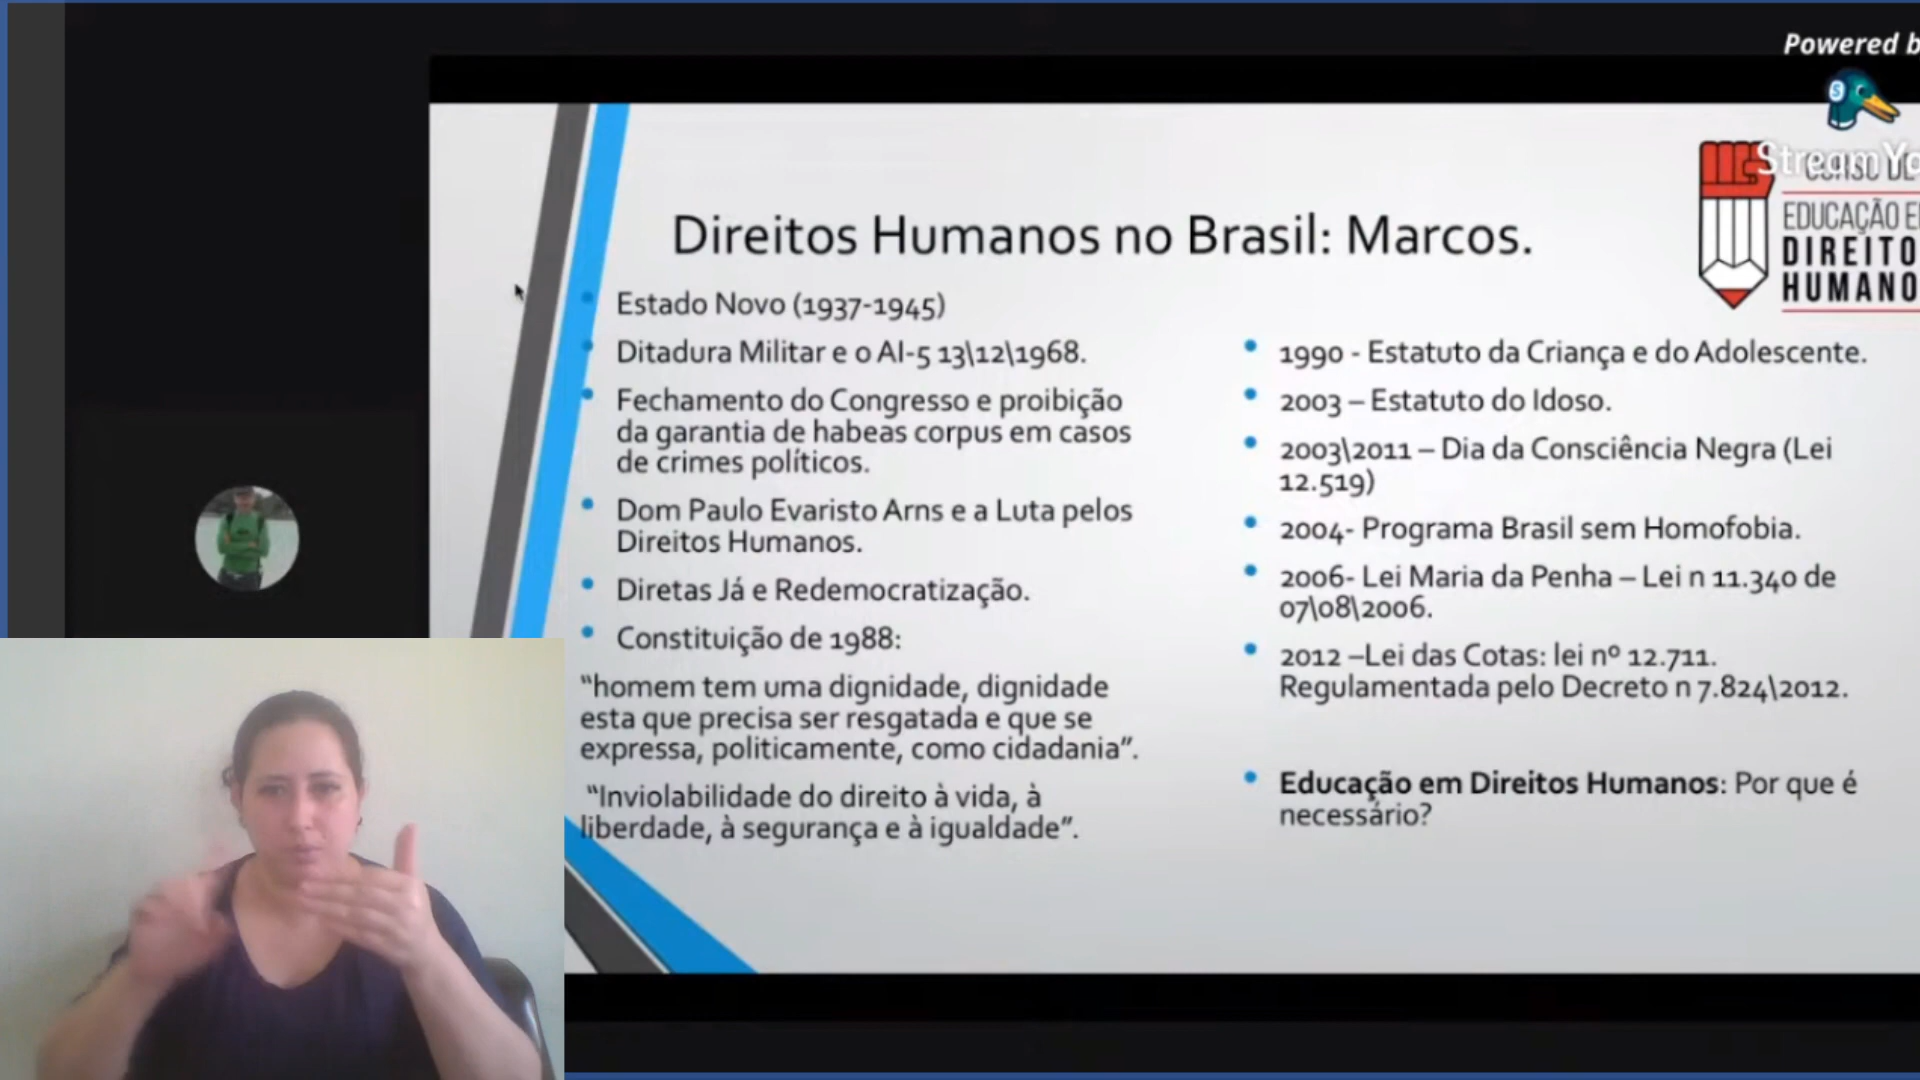 Powered b
StreamYo
CURSO DE
EDUCAÇÃO E
DIREITO
HUMANO
Direitos Humanos no Brasil: Marcos.
Estado Novo (1937-1945)
Ditadura Militar e o AI-5 13\12\1968.
Fechamento do Congresso e proibição
da garantia de habeas corpus em casos
de crimes políticos.
Dom Paulo Evaristo Arns e a Luta pelos
Direitos Humanos.
Diretas Já e Redemocratização.
Constituição de 1988:
“homem tem uma dignidade, dignidade
esta que precisa ser resgatada e que se
expressa, politicamente, como cidadania”.
“Inviolabilidade do direito à vida, à
liberdade, à segurança e à igualdade”.
1990 - Estatuto da Criança e do Adolescente.
2003 – Estatuto do Idoso.
2003\2011 – Dia da Consciência Negra (Lei
12.519)
2004- Programa Brasil sem Homofobia.
2006- Lei Maria da Penha – Lei n 11.340 de
07\08\2006.
2012 –Lei das Cotas: lei nº 12.711.
Regulamentada pelo Decreto n 7.824\2012.
Educação em Direitos Humanos: Por que é
necessário?